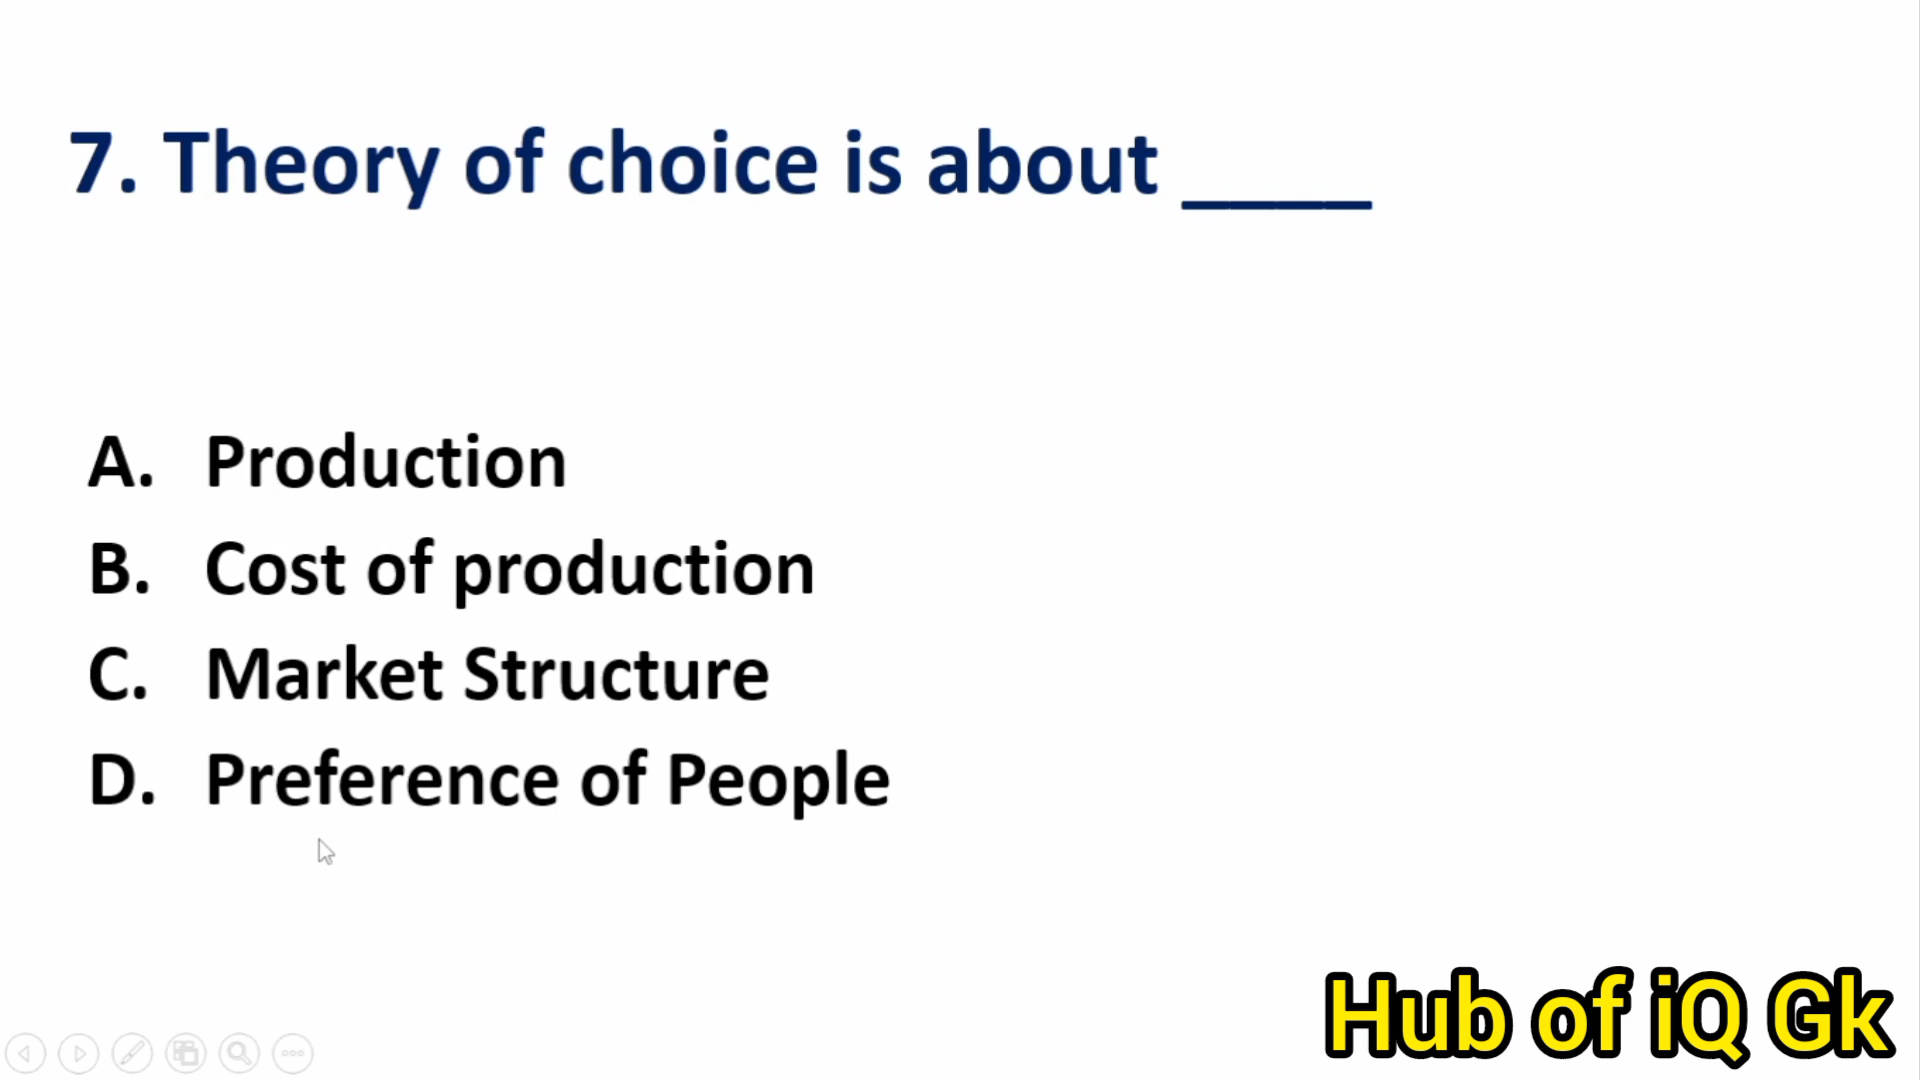 7. Theory of choice is about ____
A. Production
B. Cost of production
C. Market Structure
D. Preference of People
Hub of iQ Gk